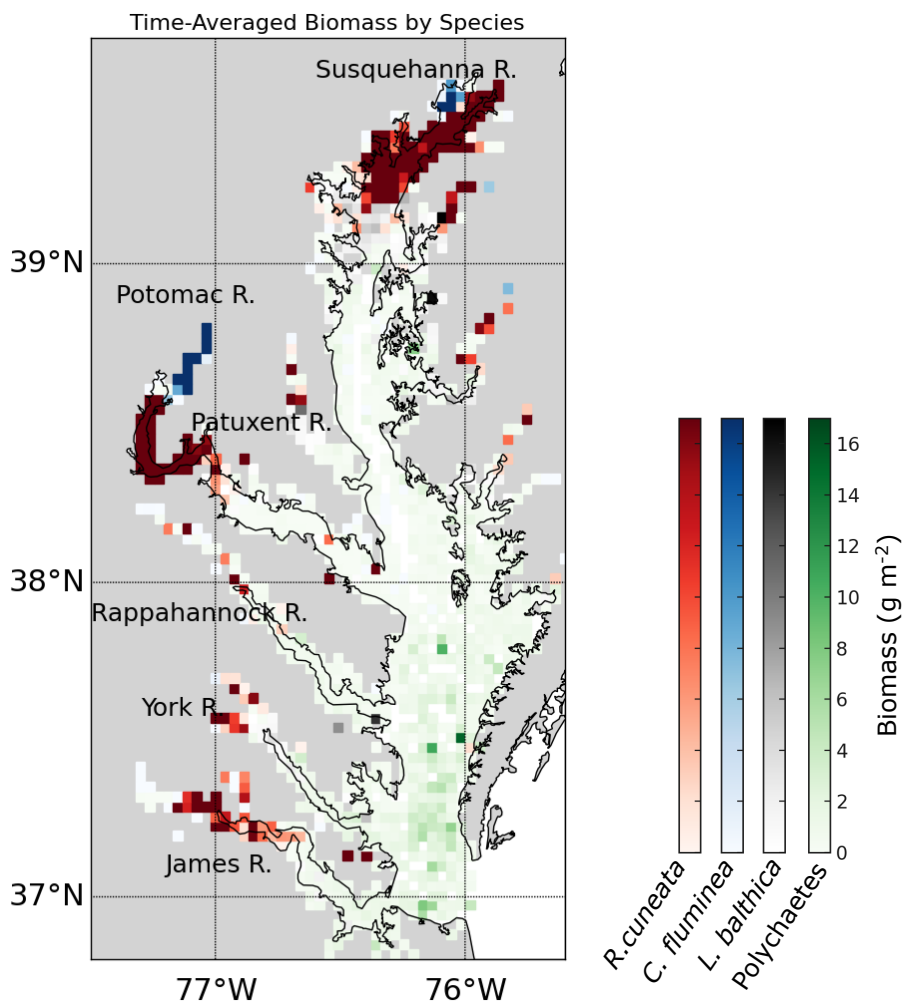 Time-Averaged Biomass by Species
Susquehanna R.
39°N
Potomac R.
Patuxent R.
38°N
Rappahannock R.
York R
James R.
37°N
77°W
76°W
16
14
12
10
8
6
4
2
0
Biomass (g m⁻²)
R.cuneata
C. fluminea
L. balthica
Polychaetes